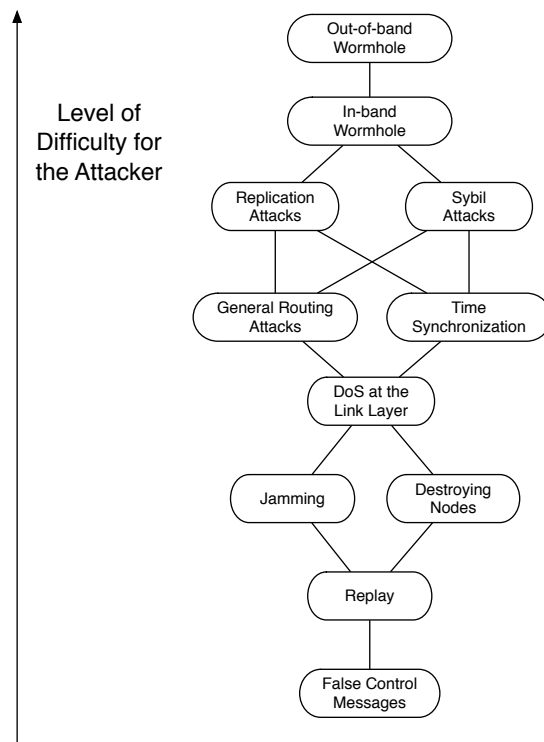 Out-of-band
Wormhole
Level of
Difficulty for
the Attacker
In-band
Wormhole
Replication
Attacks
Sybil
Attacks
General Routing
Attacks
Time
Synchronization
DoS at the
Link Layer
Jamming
Destroying
Nodes
Replay
False Control
Messages